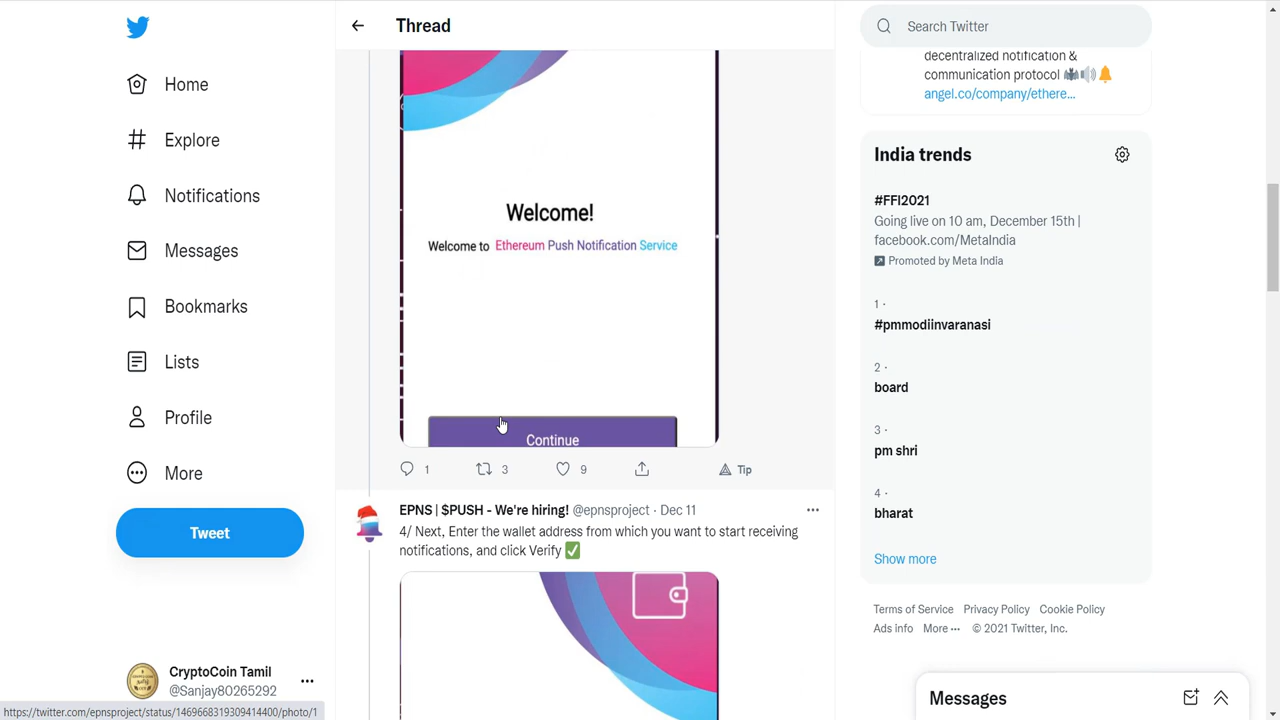 Thread
Search Twitter
Home
Explore
Notifications
Messages
Bookmarks
Lists
Profile
More
Tweet
CryptoCoin Tamil
@Sanjay80265292
https://twitter.com/epnsproject/status/1469668319309414400/photo/1
Welcome!
Welcome to Ethereum Push Notification Service
Continue
1 3 9 Tip
EPNS | $PUSH - We're hiring! @epnsproject · Dec 11
4/ Next, Enter the wallet address from which you want to start receiving
notifications, and click Verify ✅
decentralized notification &
communication protocol 🦇🔊🔔
angel.co/company/ethere...
India trends
#FFI2021
Going live on 10 am, December 15th |
facebook.com/MetaIndia
Promoted by Meta India
1 ·
#pmmodiinvaranasi
2 ·
board
3 ·
pm shri
4 ·
bharat
Show more
Terms of Service Privacy Policy Cookie Policy
Ads info More ··· © 2021 Twitter, Inc.
Messages